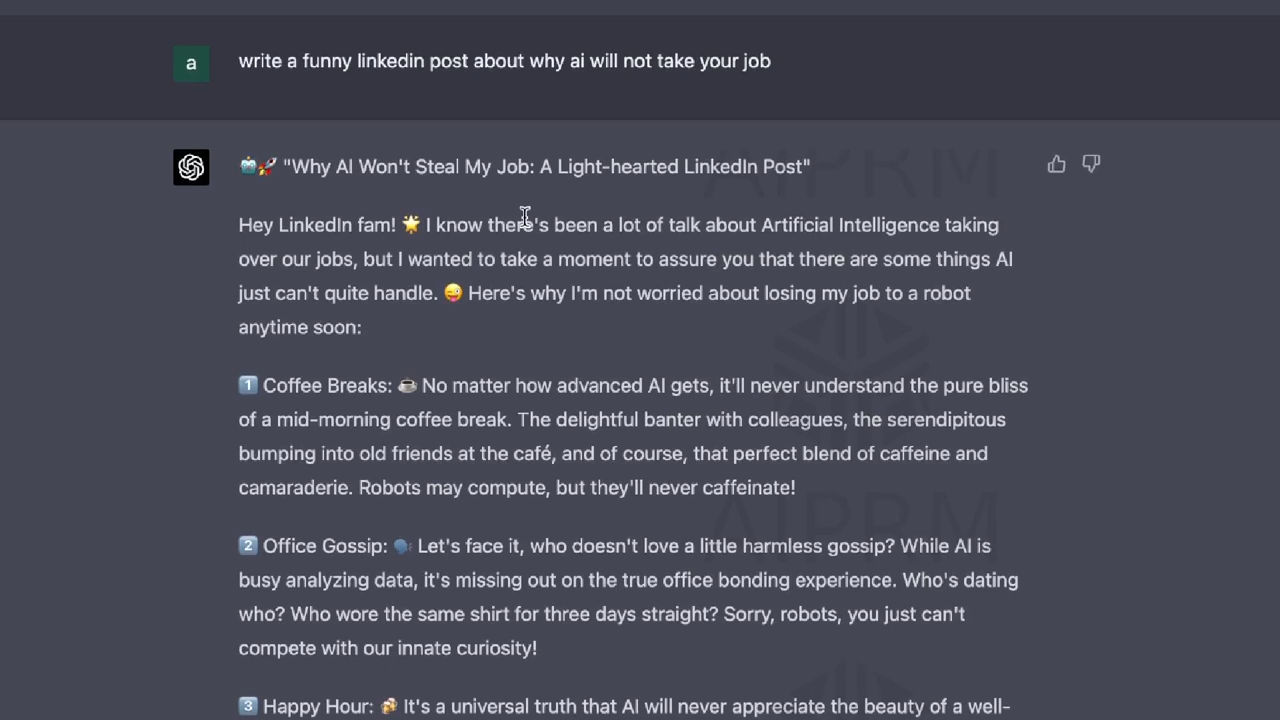 a
write a funny linkedin post about why ai will not take your job
🤖🚀 "Why AI Won't Steal My Job: A Light-hearted LinkedIn Post"
Hey LinkedIn fam! 🌟 I know there's been a lot of talk about Artificial Intelligence taking
over our jobs, but I wanted to take a moment to assure you that there are some things AI
just can't quite handle. 😜 Here's why I'm not worried about losing my job to a robot
anytime soon:
1️⃣ Coffee Breaks: ☕ No matter how advanced AI gets, it'll never understand the pure bliss
of a mid-morning coffee break. The delightful banter with colleagues, the serendipitous
bumping into old friends at the café, and of course, that perfect blend of caffeine and
camaraderie. Robots may compute, but they'll never caffeinate!
2️⃣ Office Gossip: 🗣️ Let's face it, who doesn't love a little harmless gossip? While AI is
busy analyzing data, it's missing out on the true office bonding experience. Who's dating
who? Who wore the same shirt for three days straight? Sorry, robots, you just can't
compete with our innate curiosity!
3️⃣ Happy Hour: 🍻 It's a universal truth that AI will never appreciate the beauty of a well-
AIPRM
AIPRM